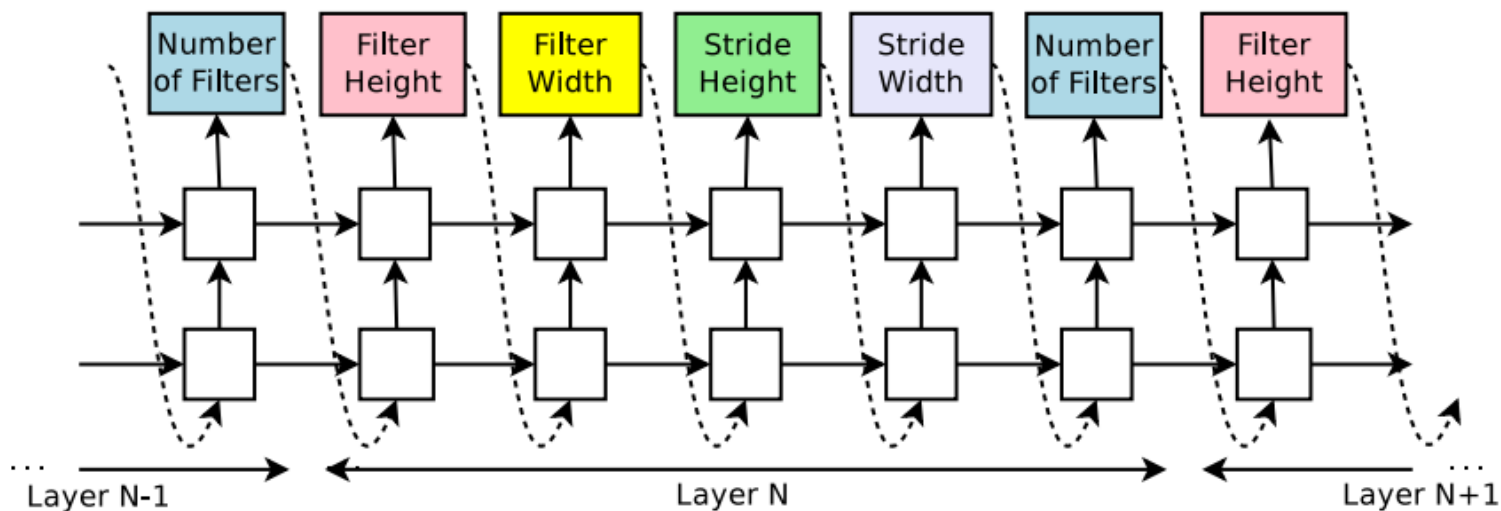 Number
of Filters
Filter
Height
Filter
Width
Stride
Height
Stride
Width
Number
of Filters
Filter
Height
...
Layer N-1
Layer N
...
Layer N+1